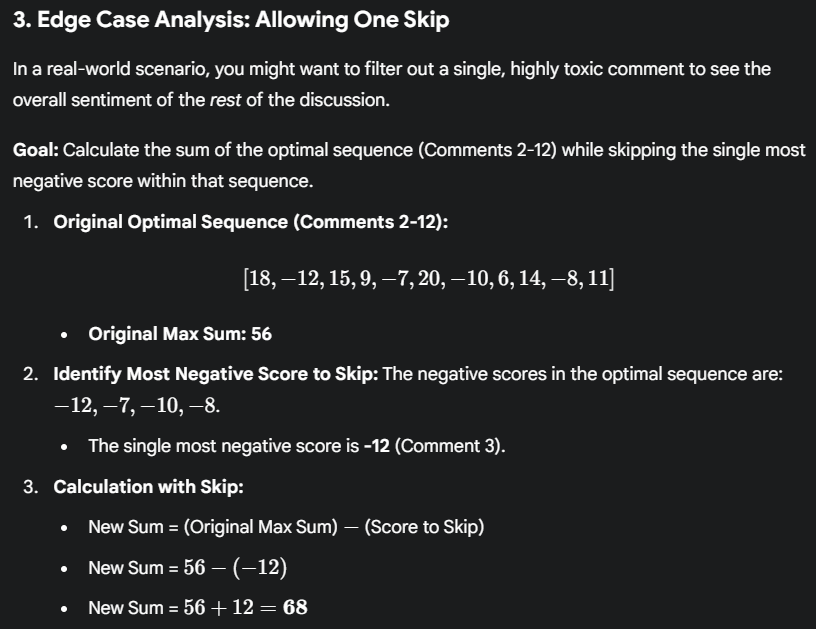 3. Edge Case Analysis: Allowing One Skip
In a real-world scenario, you might want to filter out a single, highly toxic comment to see the
overall sentiment of the rest of the discussion.
Goal: Calculate the sum of the optimal sequence (Comments 2-12) while skipping the single most
negative score within that sequence.
1. Original Optimal Sequence (Comments 2-12):
[18, −12, 15, 9, −7, 20, −10, 6, 14, −8, 11]
• Original Max Sum: 56
2. Identify Most Negative Score to Skip: The negative scores in the optimal sequence are:
−12, −7, −10, −8.
• The single most negative score is -12 (Comment 3).
3. Calculation with Skip:
• New Sum = (Original Max Sum) − (Score to Skip)
• New Sum = 56 − (−12)
• New Sum = 56 + 12 = 68